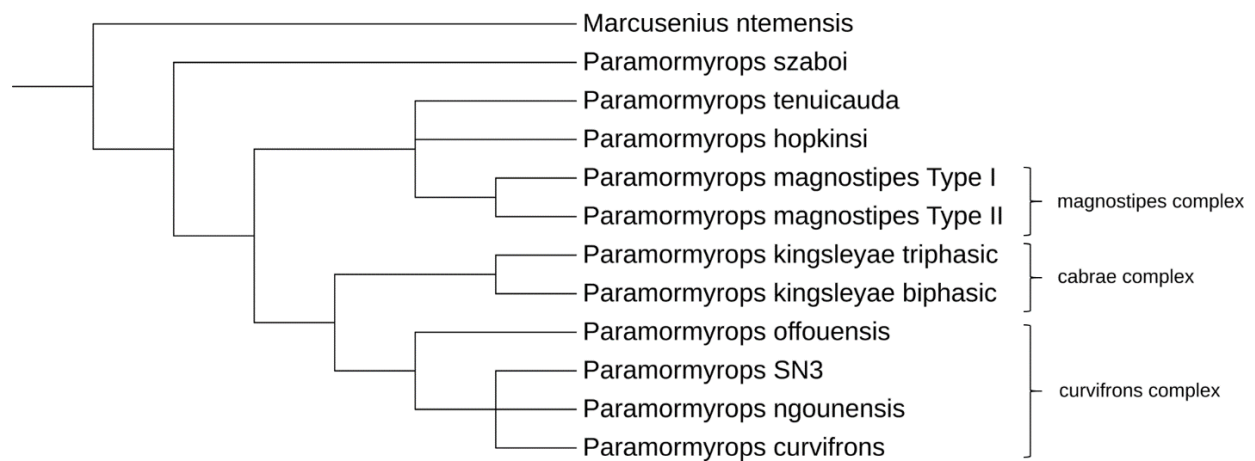 Marcusenius ntemensis
Paramormyrops szaboi
Paramormyrops tenuicauda
Paramormyrops hopkinsi
Paramormyrops magnostipes Type I
Paramormyrops magnostipes Type II
magnostipes complex
Paramormyrops kingsleyae triphasic
Paramormyrops kingsleyae biphasic
cabrae complex
Paramormyrops offouensis
Paramormyrops SN3
Paramormyrops ngounensis
Paramormyrops curvifrons
curvifrons complex